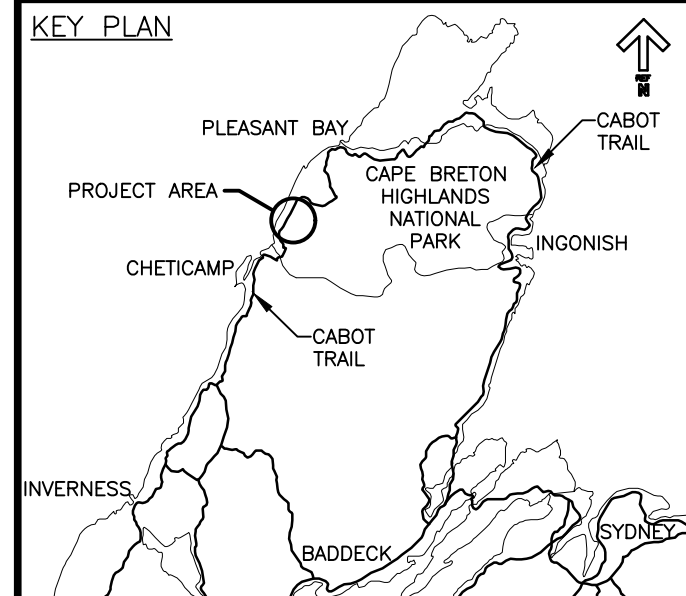 KEY PLAN
REF
N
PLEASANT BAY
CABOT
TRAIL
CAPE BRETON
HIGHLANDS
NATIONAL
PARK
PROJECT AREA
INGONISH
CHETICAMP
CABOT
TRAIL
INVERNESS
SYDNEY
BADDECK